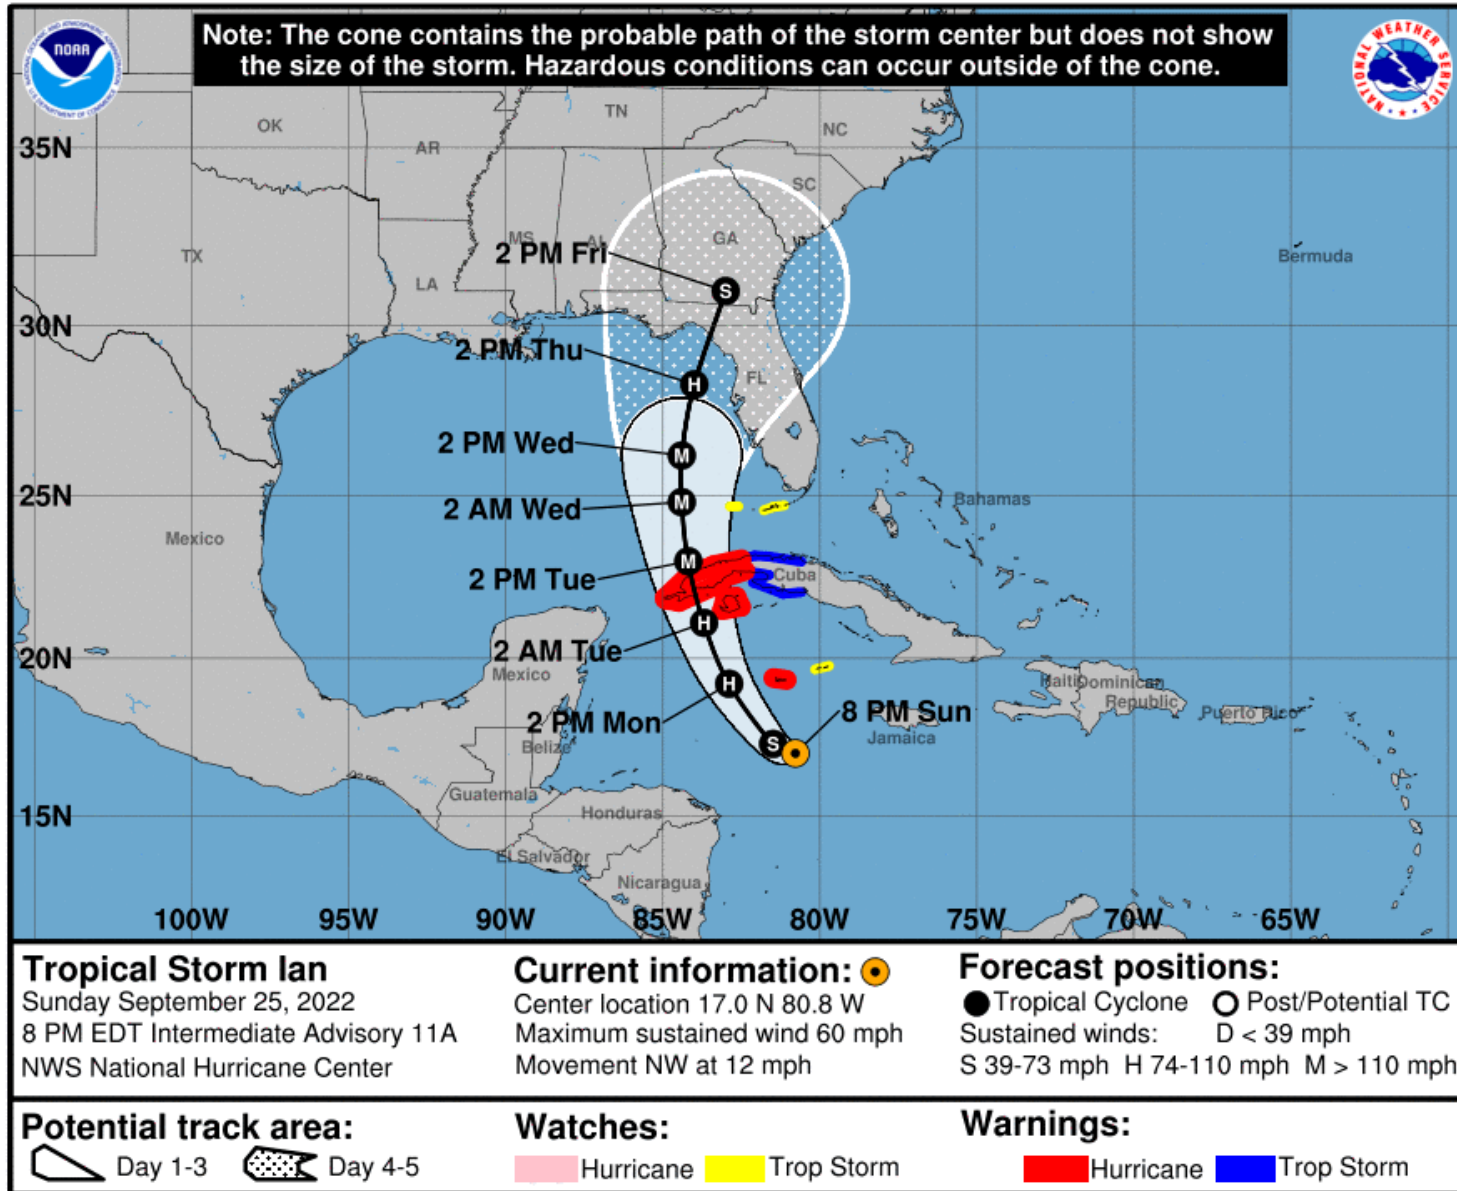 Note: The cone contains the probable path of the storm center but does not show
the size of the storm. Hazardous conditions can occur outside of the cone.
NOAA
NATIONAL WEATHER SERVICE
OK
TN
NC
AR
35N
SC
TX
MS
AL
GA
2 PM Fri
Bermuda
LA
30N
2 PM Thu
FL
2 PM Wed
25N
2 AM Wed
Bahamas
Mexico
2 PM Tue
Cuba
2 AM Tue
20N
Mexico
Haiti
Dominican
Republic
2 PM Mon
8 PM Sun
Puerto Rico
Jamaica
Belize
Guatemala
Honduras
15N
El Salvador
Nicaragua
100W 95W 90W 85W 80W 75W 70W 65W
H
M
S
Tropical Storm Ian
Sunday September 25, 2022
8 PM EDT Intermediate Advisory 11A
NWS National Hurricane Center
Current information:
Center location 17.0 N 80.8 W
Maximum sustained wind 60 mph
Movement NW at 12 mph
Forecast positions:
Tropical Cyclone Post/Potential TC
Sustained winds: D < 39 mph
S 39-73 mph H 74-110 mph M > 110 mph
Potential track area:
Day 1-3 Day 4-5
Watches:
Hurricane Trop Storm
Warnings:
Hurricane Trop Storm